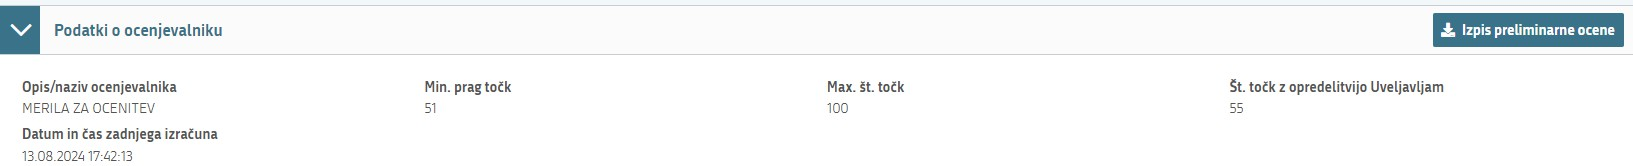 Podatki o ocenjevalniku
Izpis preliminarne ocene
Opis/naziv ocenjevalnika
MERILA ZA OCENITEV
Min. prag točk
51
Max. št. točk
100
Št. točk z opredelitvijo Uveljavljam
55
Datum in čas zadnjega izračuna
13.08.2024 17:42:13